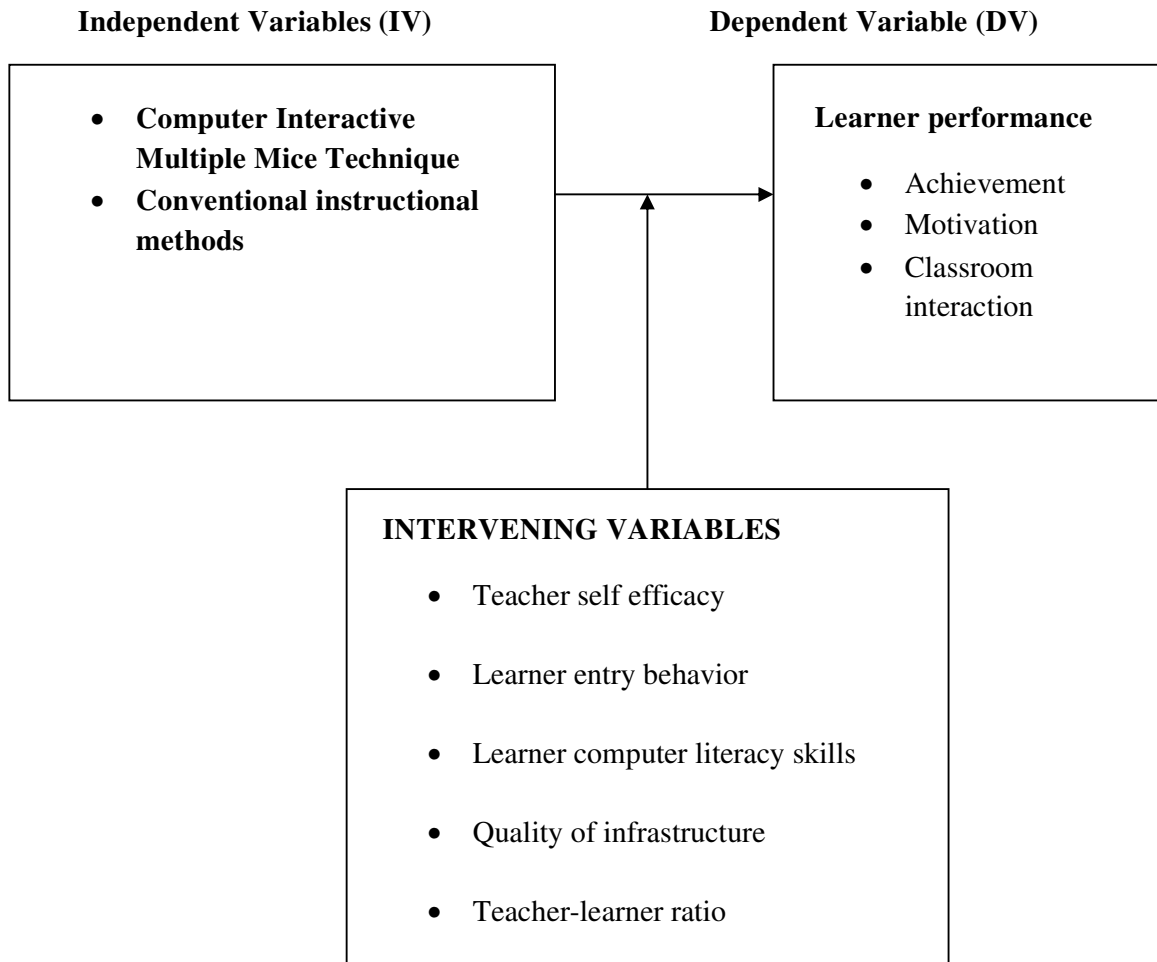 Independent Variables (IV)
Dependent Variable (DV)
• Computer Interactive
Multiple Mice Technique
• Conventional instructional
methods
Learner performance
• Achievement
• Motivation
• Classroom
interaction
INTERVENING VARIABLES
• Teacher self efficacy
• Learner entry behavior
• Learner computer literacy skills
• Quality of infrastructure
• Teacher-learner ratio